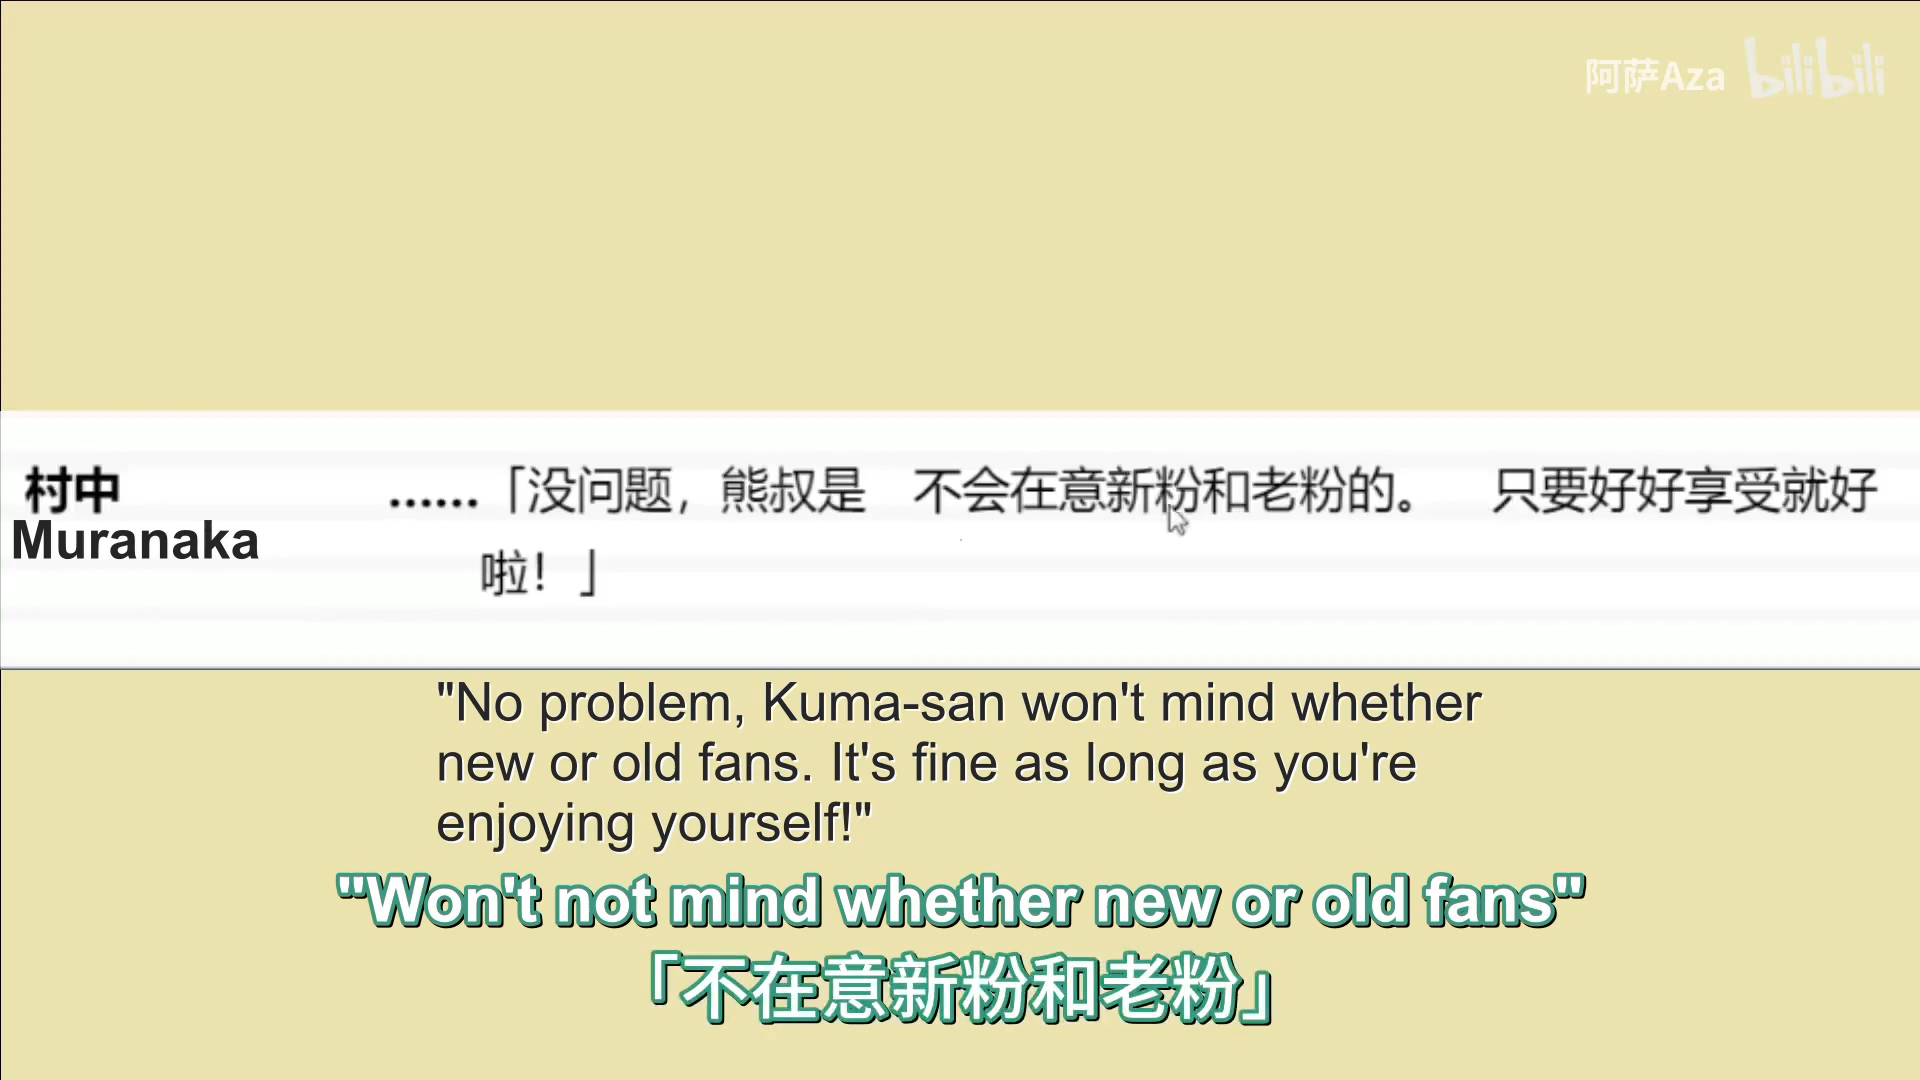 阿萨Aza bilibili
村中 ……「没问题，熊叔是　不会在意新粉和老粉的。　只要好好享受就好
Muranaka
啦！」
"No problem, Kuma-san won't mind whether
new or old fans. It's fine as long as you're
enjoying yourself!"
"Won't not mind whether new or old fans"
「不在意新粉和老粉」